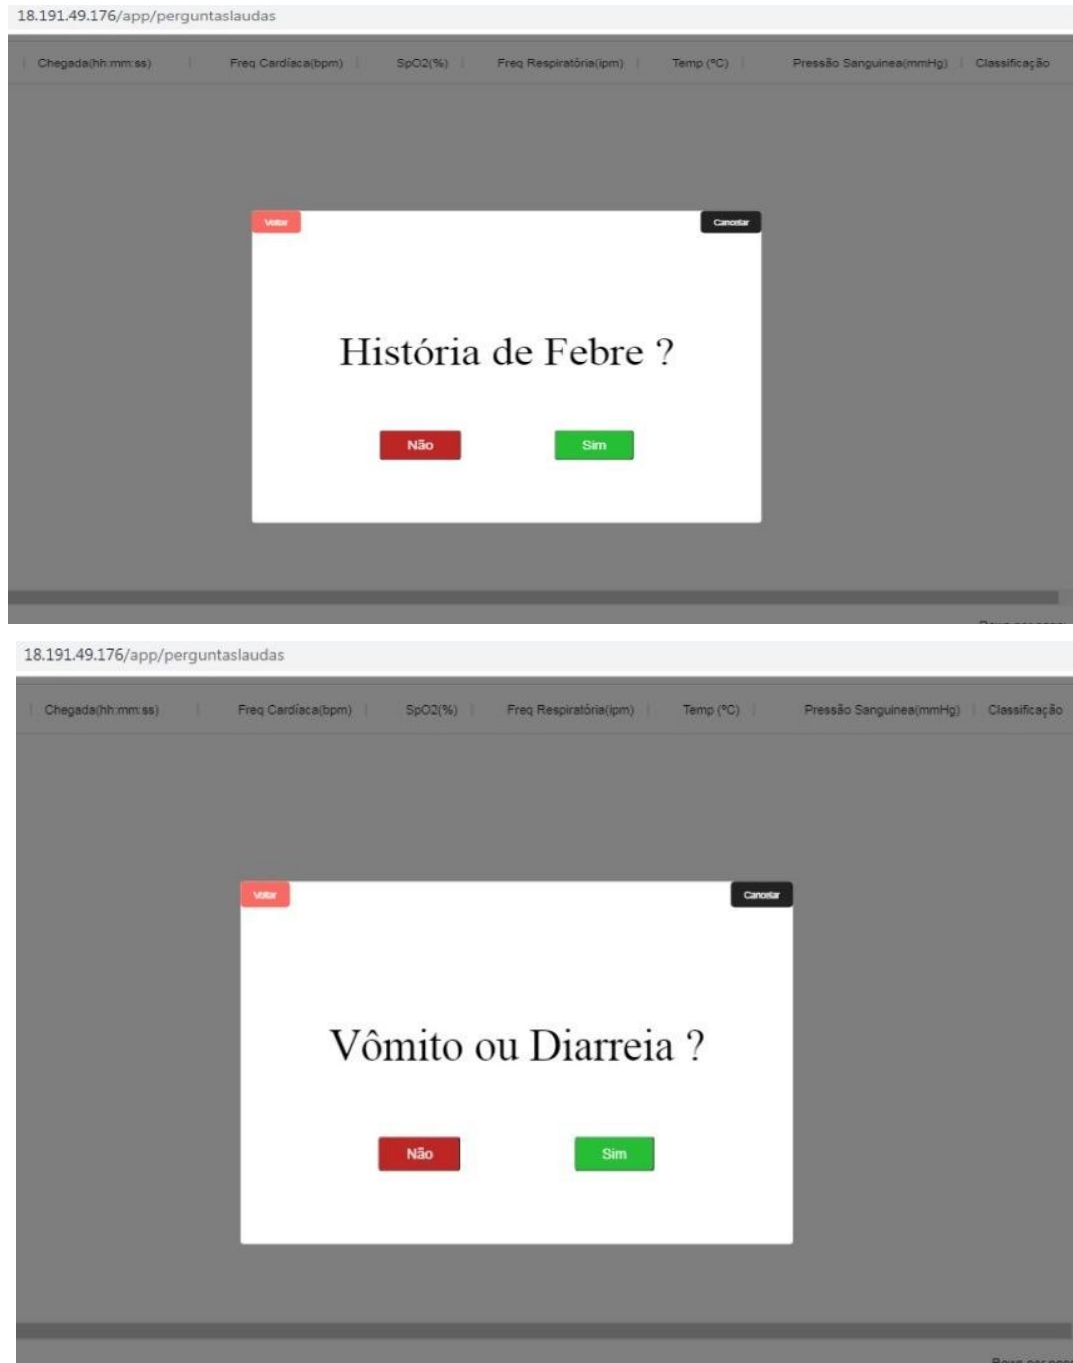 18.191.49.176/app/perguntaslaudas
Chegada(hh:mm:ss) Freq Cardíaca(bpm) SpO2(%) Freq Respiratória(ipm) Temp (ºC) Pressão Sanguinea(mmHg) Classificação
Voltar Cancelar
História de Febre ?
Não Sim
18.191.49.176/app/perguntaslaudas
Chegada(hh:mm:ss) Freq Cardíaca(bpm) SpO2(%) Freq Respiratória(ipm) Temp (ºC) Pressão Sanguinea(mmHg) Classificação
Voltar Cancelar
Vômito ou Diarreia ?
Não Sim